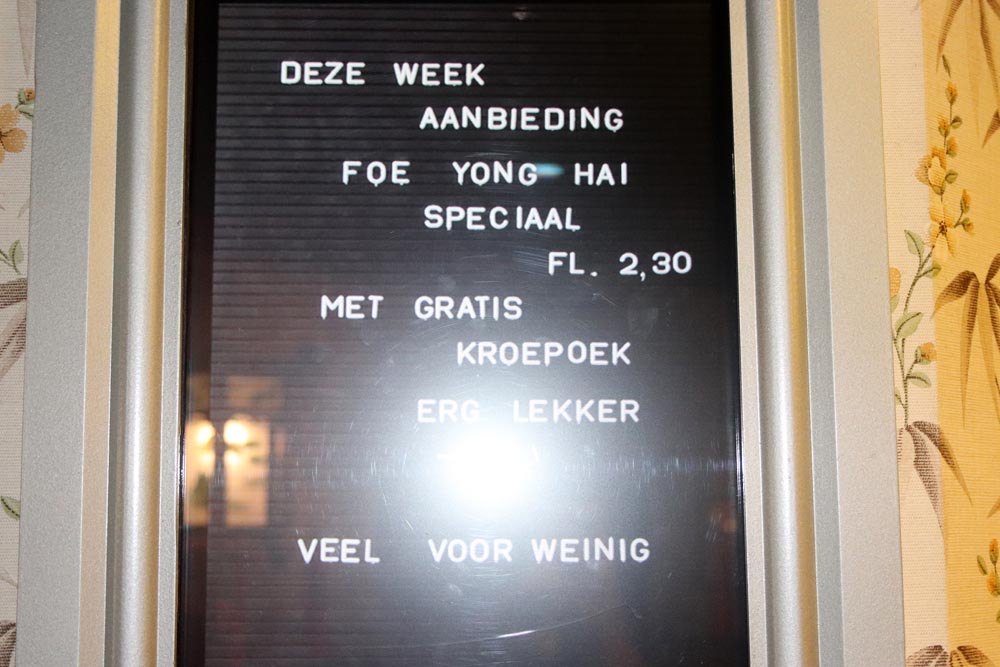 DEZE WEEK
AANBIEDING
FOE YONG HAI
SPECIAAL
FL. 2,30
MET GRATIS
KROEPOEK
ERG LEKKER
VEEL VOOR WEINIG